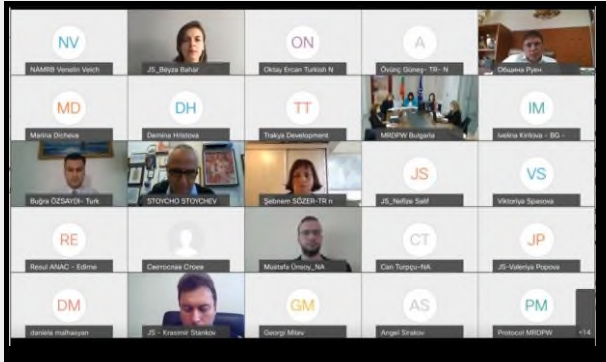 NV
NAMRB Venelin Velch
JS_Beyza Bahar
ON
Oktay Ercan Turkish N
A
Övünç Güneş- TR- N
Община Руен
MD
Marina Dicheva
DH
Demina Hristova
TT
Trakya Development
MRDPW Bulgaria
IM
Ivelina Kirilova - BG -
Buğra ÖZSAYDI- Turk
STOYCHO STOYCHEV
Şebnem SÖZER-TR n
JS
JS_Nefize Salif
VS
Viktoriya Spasova
RE
Resul ANAC - Edirne
Светослав
Mustafa Ünsoy_NA
CT
Can Turpçu-NA
JP
JS-Valeriya Popova
DM
daniela malhasyan
JS - Krasimir Stankov
GM
Georgi Milev
AS
Angel Sirakov
PM
Protocol MRDPW
+14